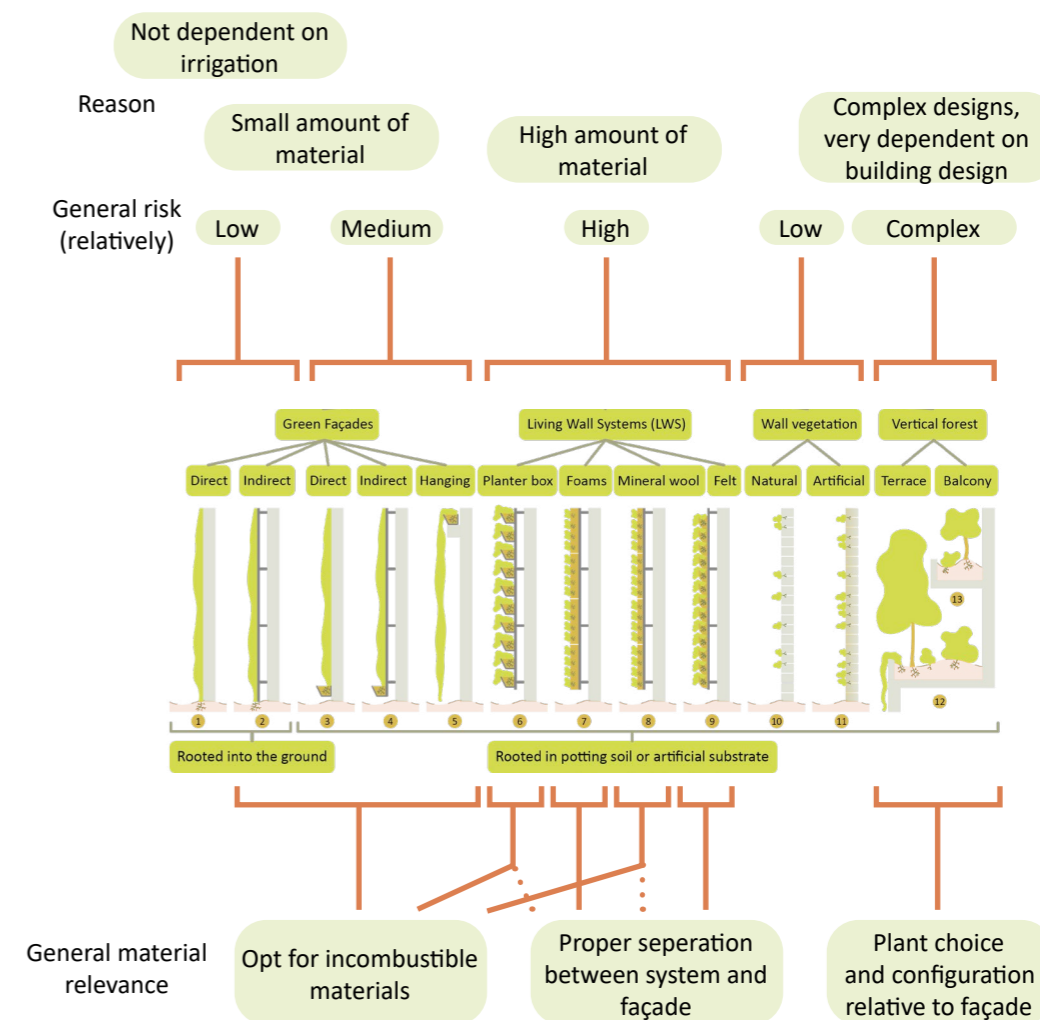 Not dependent on
irrigation
Reason
Small amount of
material
High amount of
material
Complex designs,
very dependent on
building design
General risk
(relatively)
Low
Medium
High
Low
Complex
Green Façades
Living Wall Systems (LWS)
Wall vegetation
Vertical forest
Direct
Indirect
Direct
Indirect
Hanging
Planter box
Foams
Mineral wool
Felt
Natural
Artificial
Terrace
Balcony
13
12
1
2
3
4
5
6
7
8
9
10
11
Rooted into the ground
Rooted in potting soil or artificial substrate
General material
relevance
Opt for incombustible
materials
Proper seperation
between system and
façade
Plant choice
and configuration
relative to façade